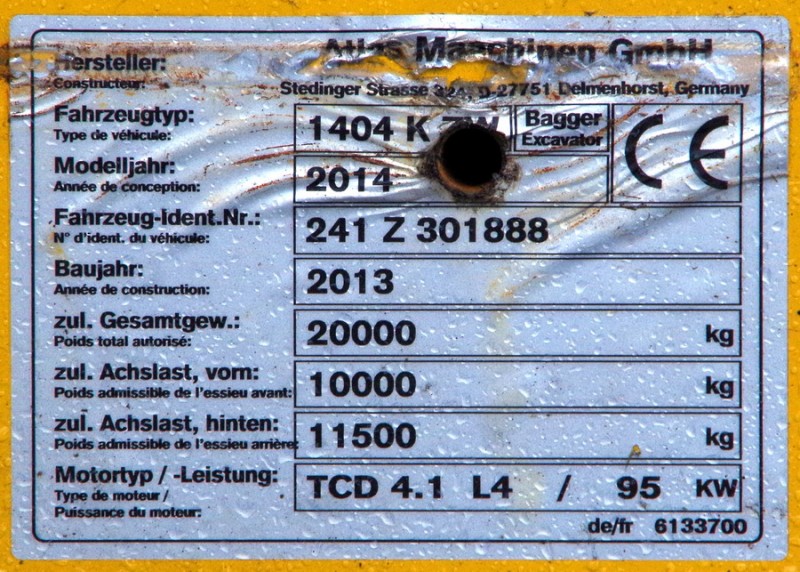 Hersteller: Atlas Maschinen GmbH
Constructeur: Stedinger Strasse 324, D-27751 Delmenhorst, Germany
Fahrzeugtyp: 1404 K ZW Bagger
Type de véhicule: Excavator
CE
Modelljahr: 2014
Année de conception:
Fahrzeug-Ident.Nr.: 241 Z 301888
N° d'ident. du véhicule:
Baujahr: 2013
Année de construction:
zul. Gesamtgew.: 20000 kg
Poids total autorisé:
zul. Achslast, vorn: 10000 kg
Poids admissible de l'essieu avant:
zul. Achslast, hinten: 11500 kg
Poids admissible de l'essieu arrière:
Motortyp / -Leistung: TCD 4.1 L4 / 95 KW
Type de moteur /
Puissance du moteur:
de/fr 6133700